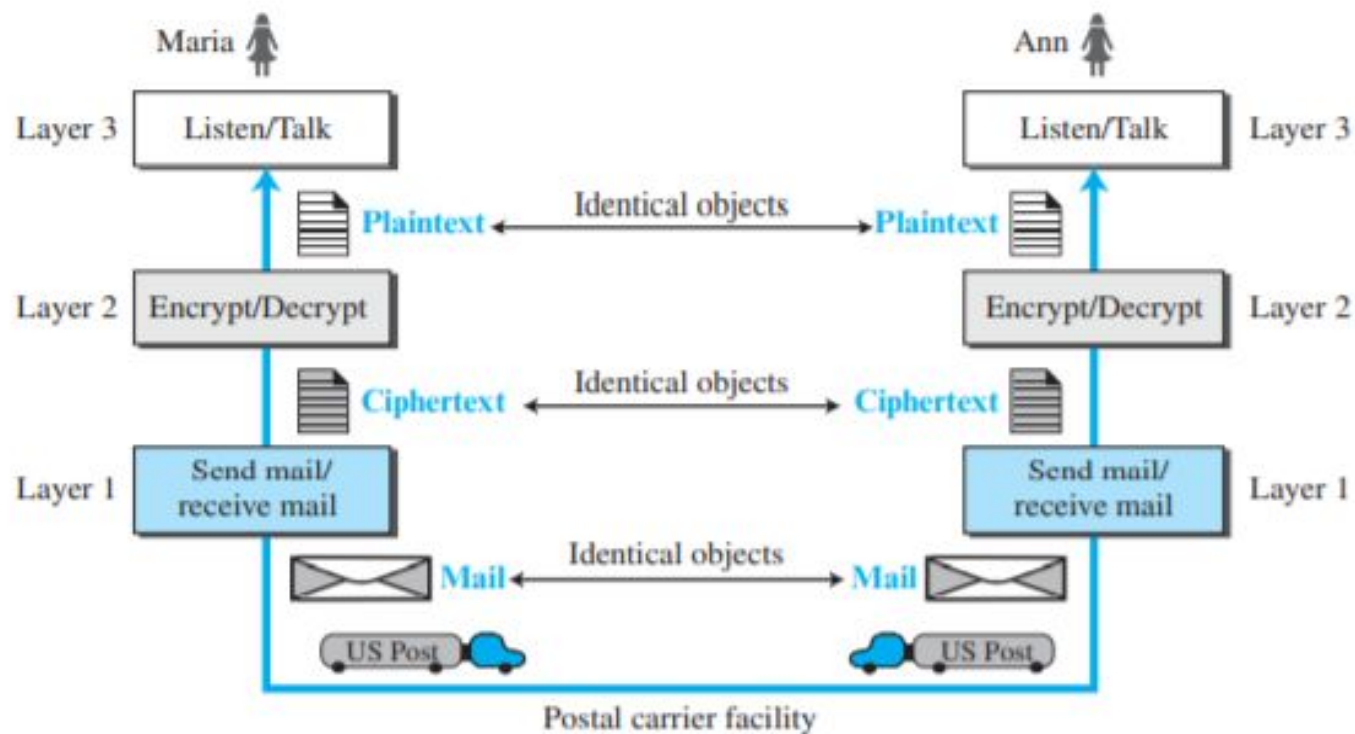 Maria Ann
Layer 3 Listen/Talk Listen/Talk Layer 3
Plaintext Identical objects Plaintext
Layer 2 Encrypt/Decrypt Encrypt/Decrypt Layer 2
Ciphertext Identical objects Ciphertext
Layer 1 Send mail/ receive mail Send mail/ receive mail Layer 1
Mail Identical objects Mail
US Post US Post
Postal carrier facility